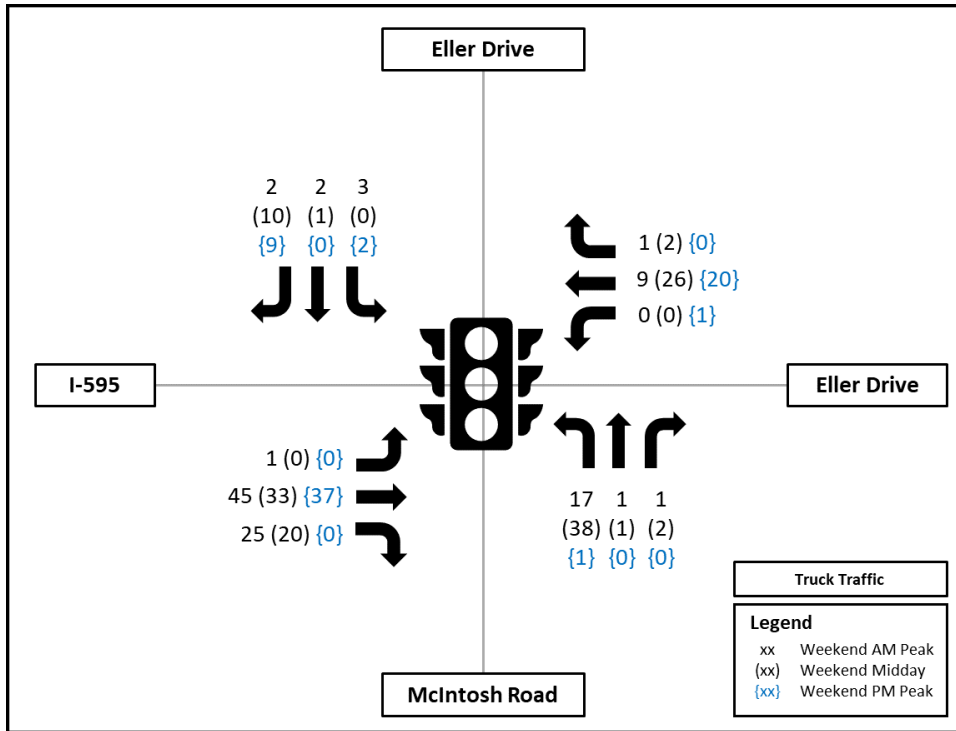 Eller Drive
2 2 3
(10) (1) (0)
{9} {0} {2}
1 (2) {0}
9 (26) {20}
0 (0) {1}
I-595
Eller Drive
1 (0) {0}
45 (33) {37}
25 (20) {0}
17 1 1
(38) (1) (2)
{1} {0} {0}
McIntosh Road
Truck Traffic
Legend
xx Weekend AM Peak
(xx) Weekend Midday
{xx} Weekend PM Peak